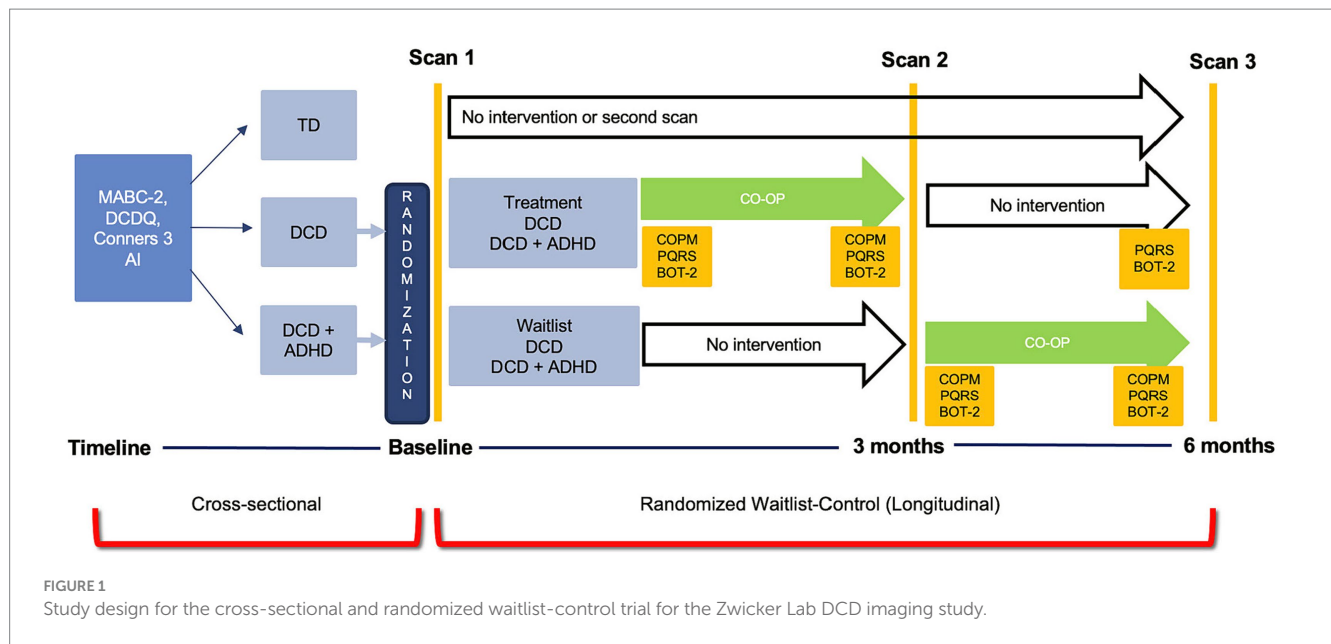 Scan 1
Scan 2
Scan 3
No intervention or second scan
TD
MABC-2,
DCDQ,
Conners 3
AI
DCD
DCD +
ADHD
RANDOMIZATION
Treatment
DCD
DCD + ADHD
CO-OP
COPM
PQRS
BOT-2
COPM
PQRS
BOT-2
No intervention
PQRS
BOT-2
Waitlist
DCD
DCD + ADHD
No intervention
CO-OP
COPM
PQRS
BOT-2
COPM
PQRS
BOT-2
Timeline
Baseline
3 months
6 months
Cross-sectional
Randomized Waitlist-Control (Longitudinal)
FIGURE 1
Study design for the cross-sectional and randomized waitlist-control trial for the Zwicker Lab DCD imaging study.